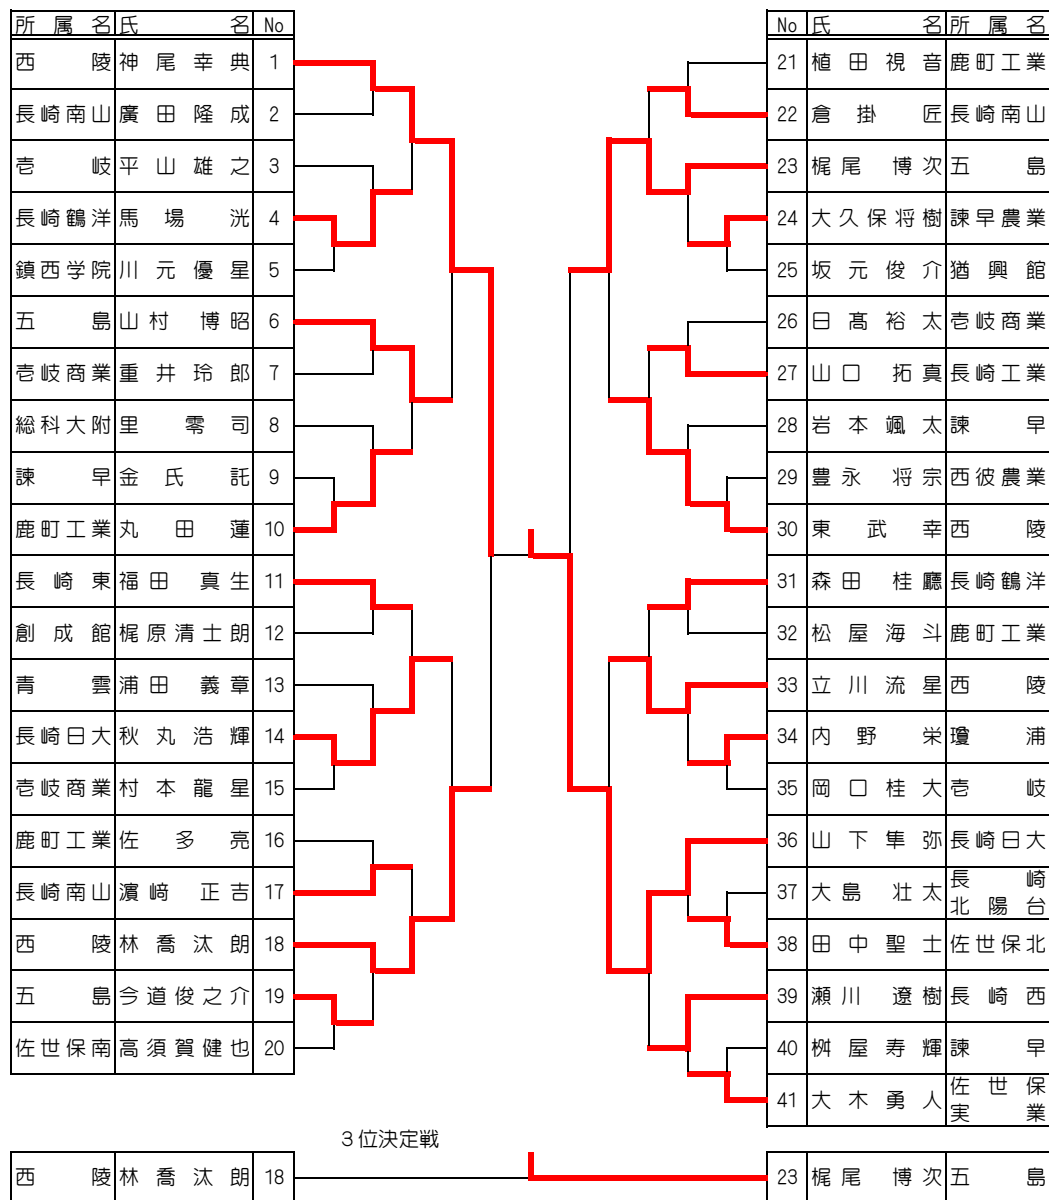 所属名 氏名 No
西陵 神尾幸典 1
長崎南山 廣田隆成 2
壱岐 平山雄之 3
長崎鶴洋 馬場洸 4
鎮西学院 川元優星 5
五島 山村博昭 6
壱岐商業 重井玲郎 7
総科大附 里零司 8
諫早 金氏託 9
鹿町工業 丸田蓮 10
長崎東 福田真生 11
創成館 梶原清士朗 12
青雲 浦田義章 13
長崎日大 秋丸浩輝 14
壱岐商業 村本龍星 15
鹿町工業 佐多亮 16
長崎南山 濵﨑正吉 17
西陵 林喬汰朗 18
五島 今道俊之介 19
佐世保南 高須賀健也 20
No 氏名 所属名
21 植田視音 鹿町工業
22 倉掛匠 長崎南山
23 梶尾博次 五島
24 大久保将樹 諫早農業
25 坂元俊介 猶興館
26 日髙裕太 壱岐商業
27 山口拓真 長崎工業
28 岩本颯太 諫早
29 豊永将宗 西彼農業
30 東武幸 西陵
31 森田桂廳 長崎鶴洋
32 松屋海斗 鹿町工業
33 立川流星 西陵
34 内野栄 瓊浦
35 岡口桂大 壱岐
36 山下隼弥 長崎日大
37 大島壮太 長崎
北陽台
38 田中聖士 佐世保北
39 瀬川遼樹 長崎西
40 桝屋寿輝 諫早
41 大木勇人 佐世保
実業
3位決定戦
西陵 林喬汰朗 18
23 梶尾博次 五島